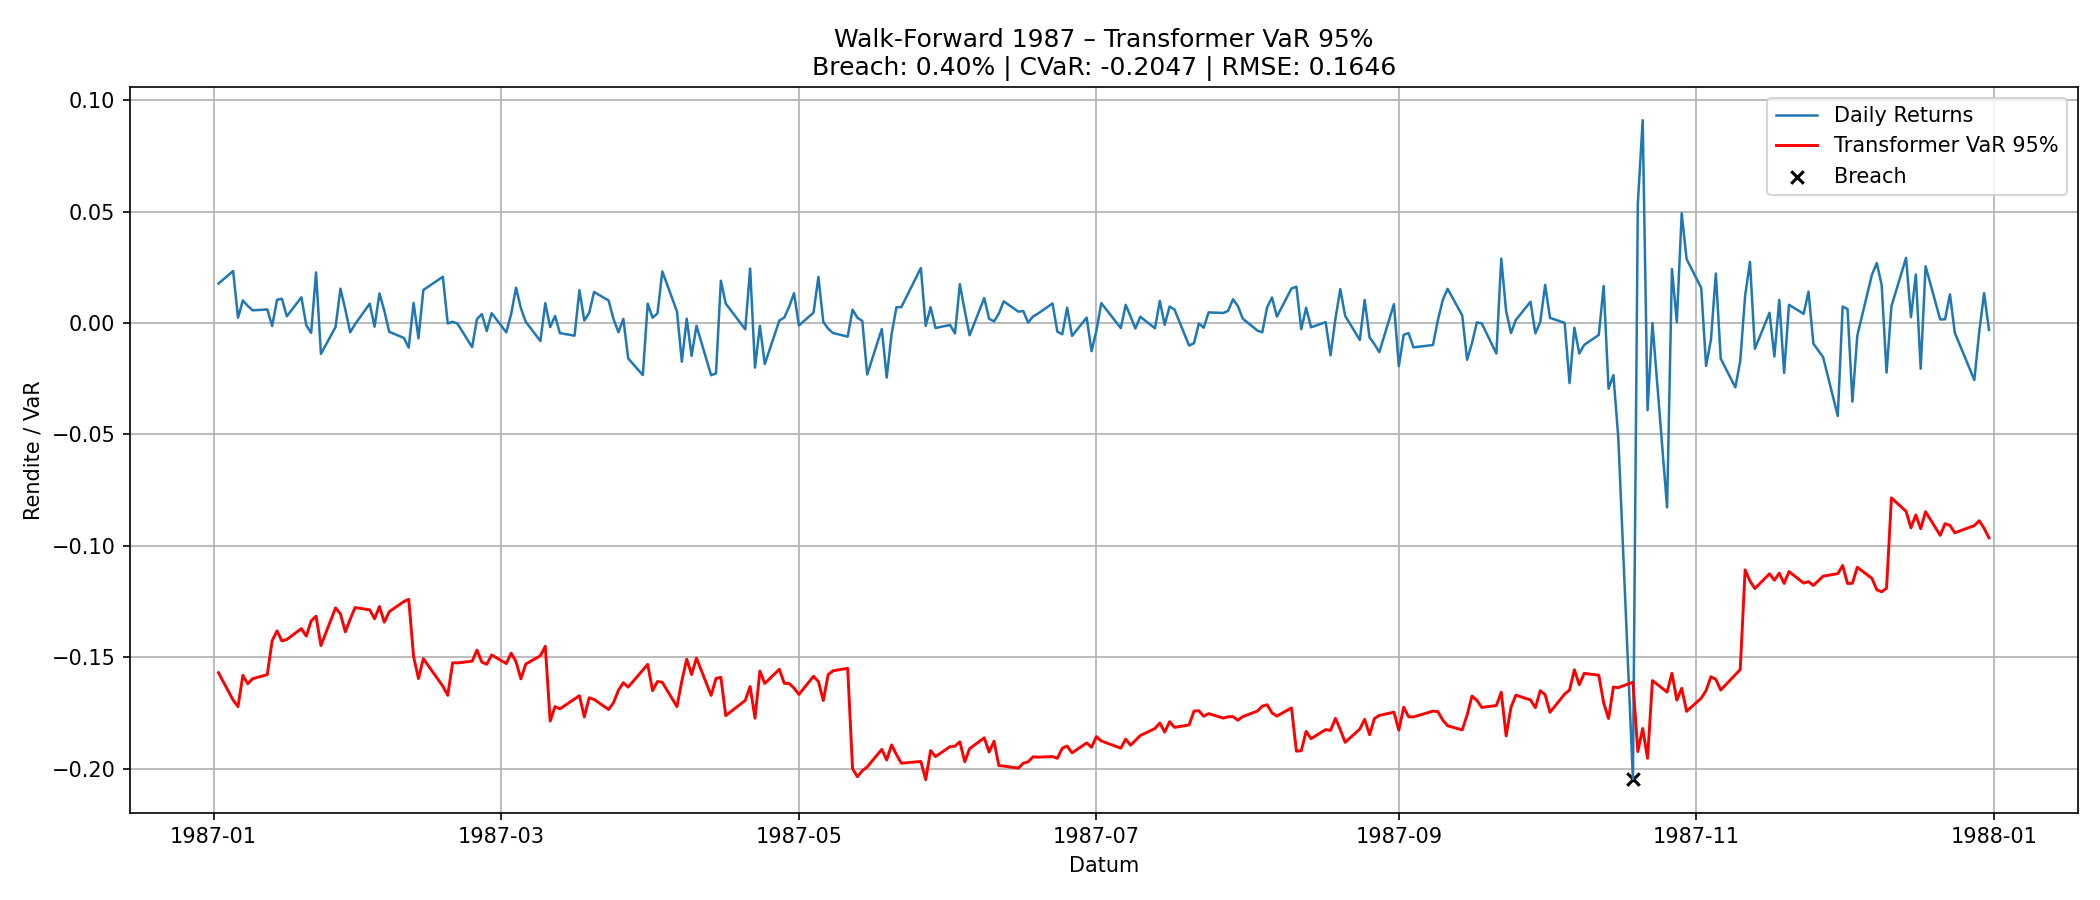 Walk-Forward 1987 – Transformer VaR 95%
Breach: 0.40% | CVaR: -0.2047 | RMSE: 0.1646
Daily Returns
Transformer VaR 95%
Breach
Rendite / VaR
0.10
0.05
0.00
−0.05
−0.10
−0.15
−0.20
1987-01
1987-03
1987-05
1987-07
1987-09
1987-11
1988-01
Datum